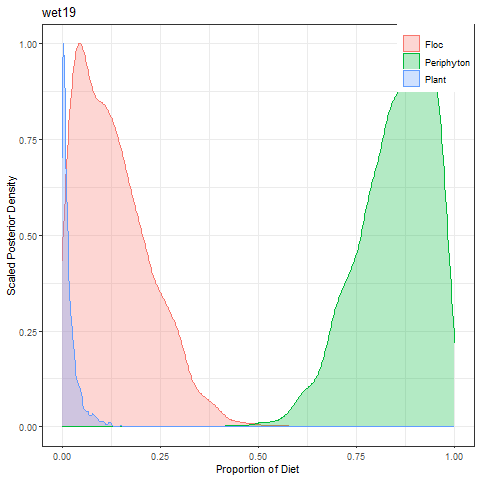 wet19
Floc
Periphyton
Plant
1.00
0.75
0.50
0.25
0.00
Scaled Posterior Density
0.00 0.25 0.50 0.75 1.00
Proportion of Diet